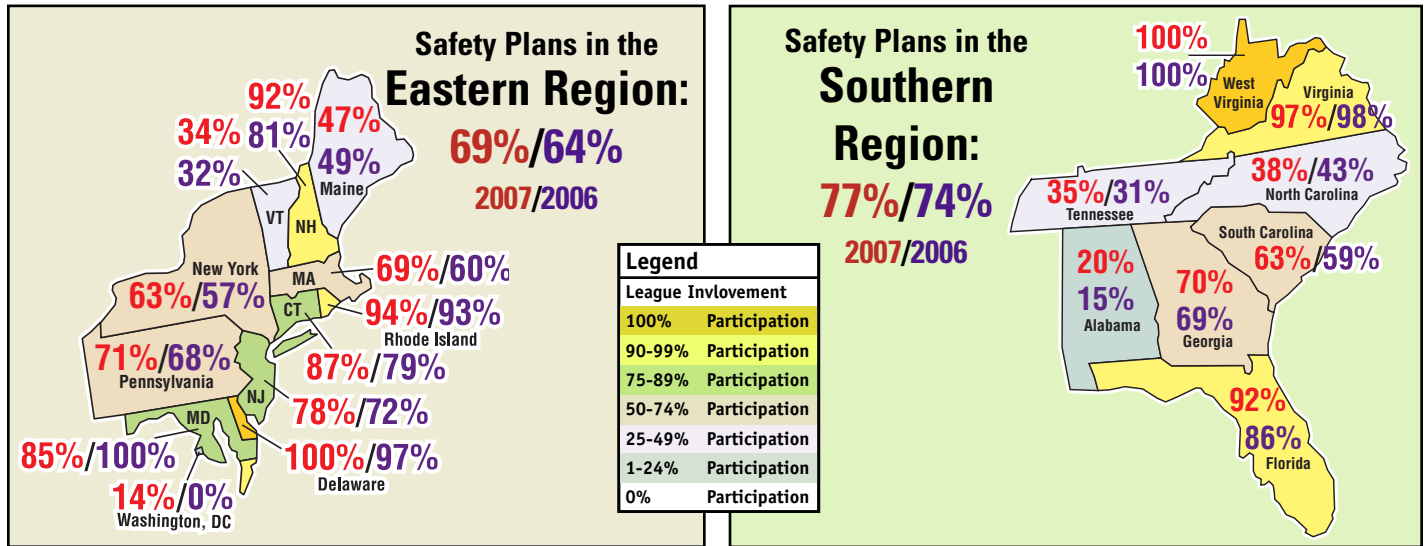 Safety Plans in the
Eastern Region:
69%/64%
2007/2006
92%
81%
34%
32%
47%
49%
Maine
VT
NH
New York
63%/57%
MA
69%/60%
CT
94%/93%
Rhode Island
87%/79%
71%/68%
Pennsylvania
NJ
78%/72%
MD
85%/100%
100%/97%
Delaware
14%/0%
Washington, DC
Legend
League Invlovement
100% Participation
90-99% Participation
75-89% Participation
50-74% Participation
25-49% Participation
1-24% Participation
0% Participation
Safety Plans in the
Southern
Region:
77%/74%
2007/2006
100%
100%
West
Virginia
Virginia
97%/98%
38%/43%
North Carolina
35%/31%
Tennessee
South Carolina
63%/59%
20%
15%
Alabama
70%
69%
Georgia
92%
86%
Florida